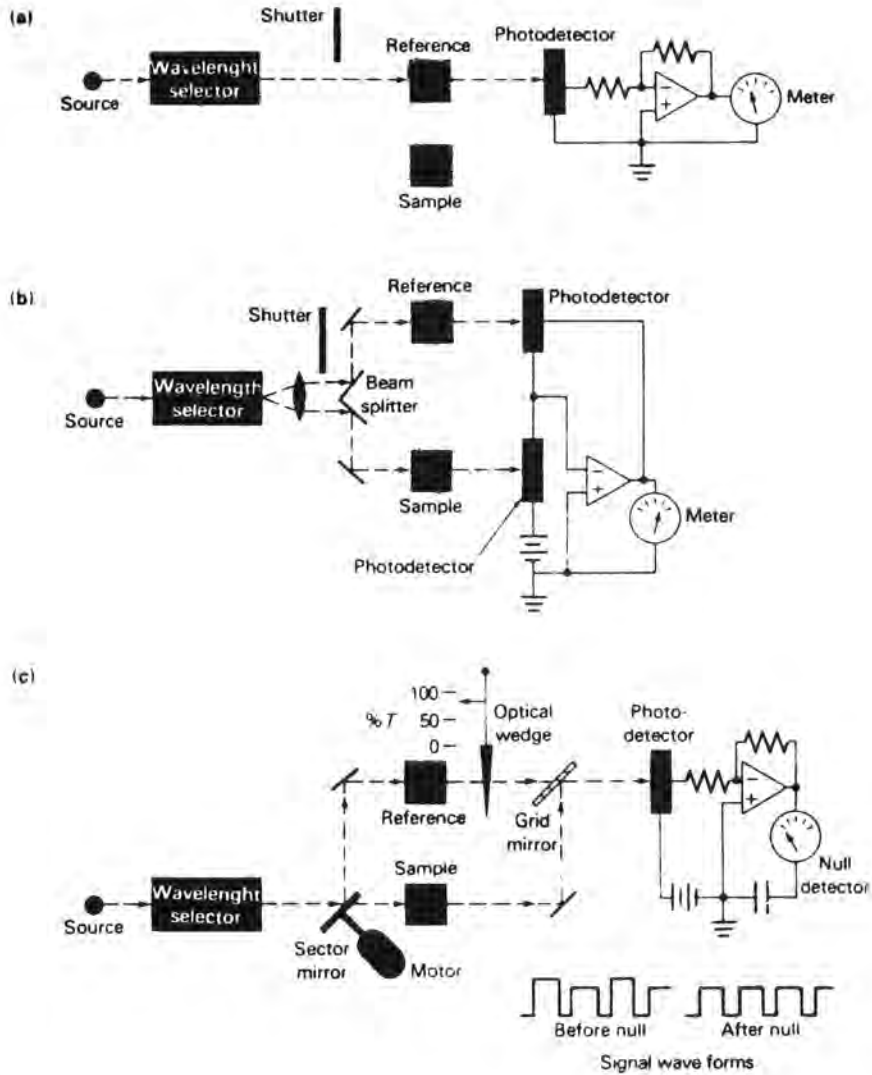 (a)
Shutter
Reference
Photodetector
Wavelenght
selector
Source
Meter
Sample
(b)
Reference
Photodetector
Shutter
Wavelength
selector
Beam
splitter
Source
Sample
Meter
Photodetector
(c)
100
% T
50
0
Optical
wedge
Photo-
detector
Reference
Grid
mirror
Sample
Null
detector
Wavelenght
selector
Source
Sector
mirror
Motor
Before null
After null
Signal wave forms